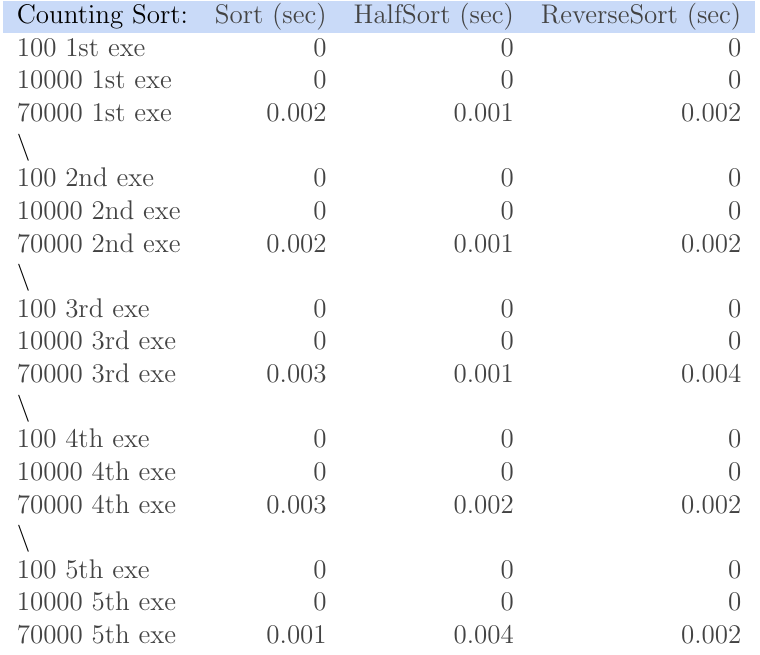 Counting Sort: Sort (sec) HalfSort (sec) ReverseSort (sec)
100 1st exe 0 0 0
10000 1st exe 0 0 0
70000 1st exe 0.002 0.001 0.002
\
100 2nd exe 0 0 0
10000 2nd exe 0 0 0
70000 2nd exe 0.002 0.001 0.002
\
100 3rd exe 0 0 0
10000 3rd exe 0 0 0
70000 3rd exe 0.003 0.001 0.004
\
100 4th exe 0 0 0
10000 4th exe 0 0 0
70000 4th exe 0.003 0.002 0.002
\
100 5th exe 0 0 0
10000 5th exe 0 0 0
70000 5th exe 0.001 0.004 0.002